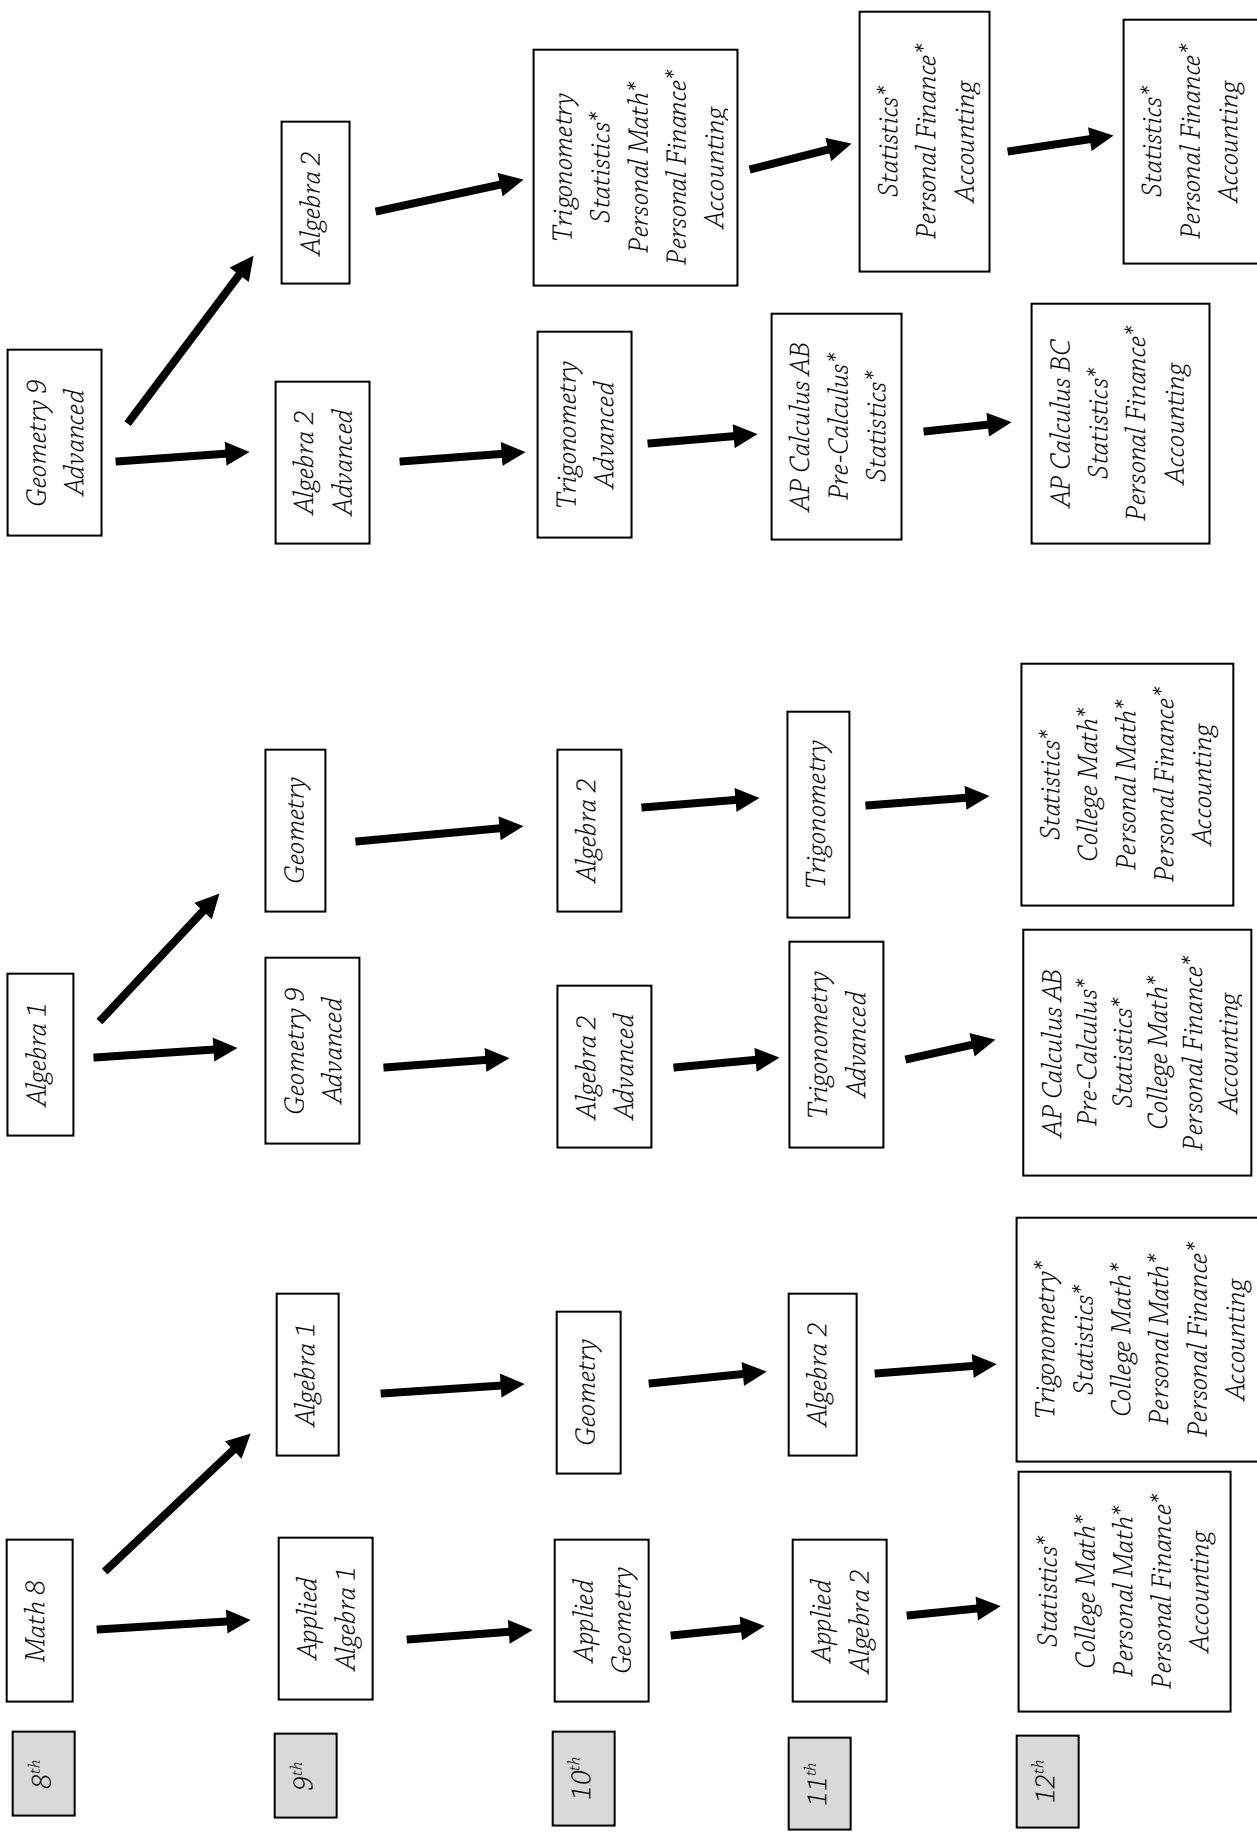 8th
Math 8
Algebra 1
Geometry 9
Advanced
9th
Applied
Algebra 1
Algebra 1
Geometry 9
Advanced
Geometry
Algebra 2
Advanced
Algebra 2
10th
Applied
Geometry
Geometry
Algebra 2
Advanced
Algebra 2
Trigonometry
Advanced
Trigonometry
Statistics*
Personal Math*
Personal Finance*
Accounting
11th
Applied
Algebra 2
Algebra 2
Trigonometry
Advanced
Trigonometry
AP Calculus AB
Pre-Calculus*
Statistics*
Statistics*
Personal Finance*
Accounting
12th
Statistics*
College Math*
Personal Math*
Personal Finance*
Accounting
Trigonometry*
Statistics*
College Math*
Personal Math*
Personal Finance*
Accounting
AP Calculus AB
Pre-Calculus*
Statistics*
College Math*
Personal Finance*
Accounting
Statistics*
College Math*
Personal Math*
Personal Finance*
Accounting
AP Calculus BC
Statistics*
Personal Finance*
Accounting
Statistics*
Personal Finance*
Accounting